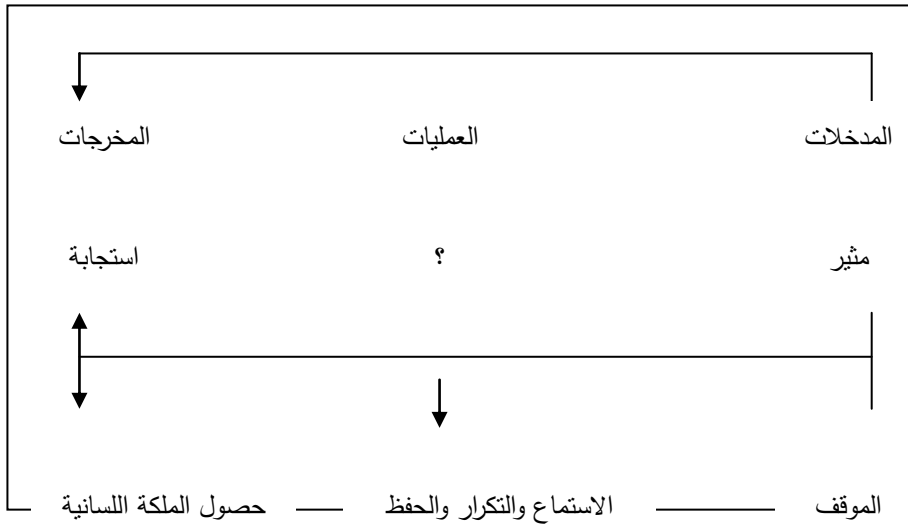 المدخلات العمليات المخرجات
مثير ؟ استجابة
الموقف الاستماع والتكرار والحفظ حصول الملكة اللسانية